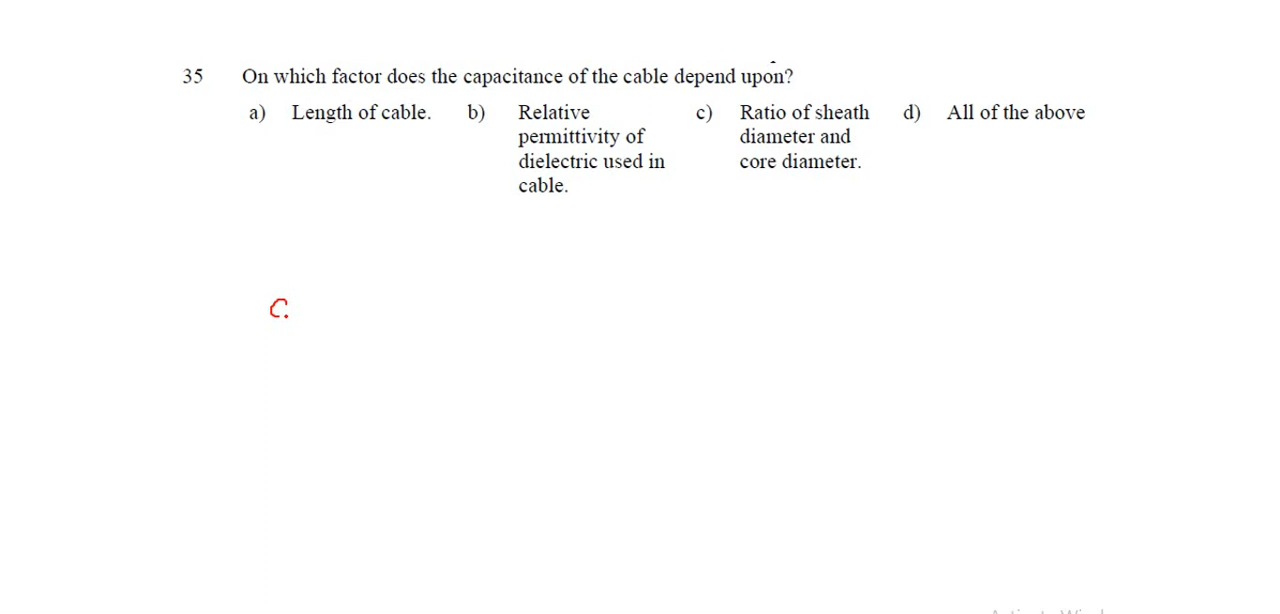 35 On which factor does the capacitance of the cable depend upon?
a) Length of cable. b) Relative permittivity of dielectric used in cable. c) Ratio of sheath diameter and core diameter. d) All of the above
C.